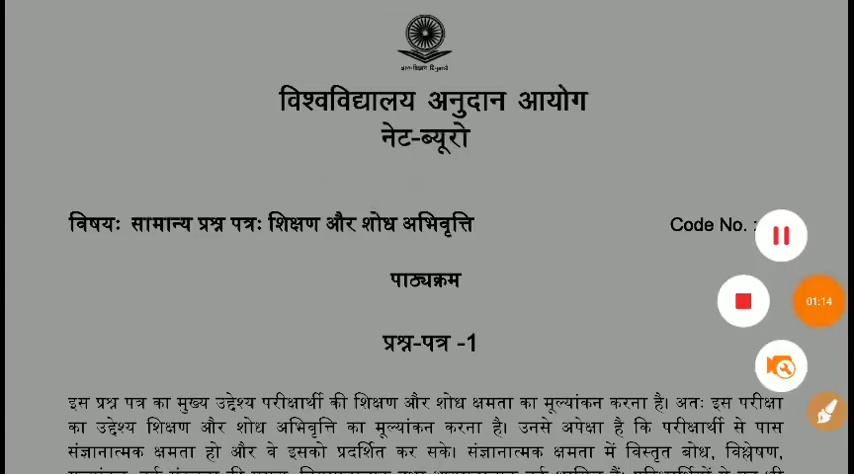 विश्वविद्यालय अनुदान आयोग
नेट-ब्यूरो
विषयः सामान्य प्रश्न पत्रः शिक्षण और शोध अभिवृत्ति Code No. :
पाठ्यक्रम
प्रश्न-पत्र -1
01:14
इस प्रश्न पत्र का मुख्य उद्देश्य परीक्षार्थी की शिक्षण और शोध क्षमता का मूल्यांकन करना है। अतः इस परीक्षा
का उद्देश्य शिक्षण और शोध अभिवृत्ति का मूल्यांकन करना है। उनसे अपेक्षा है कि परीक्षार्थी से पास
संज्ञानात्मक क्षमता हो और वे इसको प्रदर्शित कर सके। संज्ञानात्मक क्षमता में विस्तृत बोध, विश्लेषण,